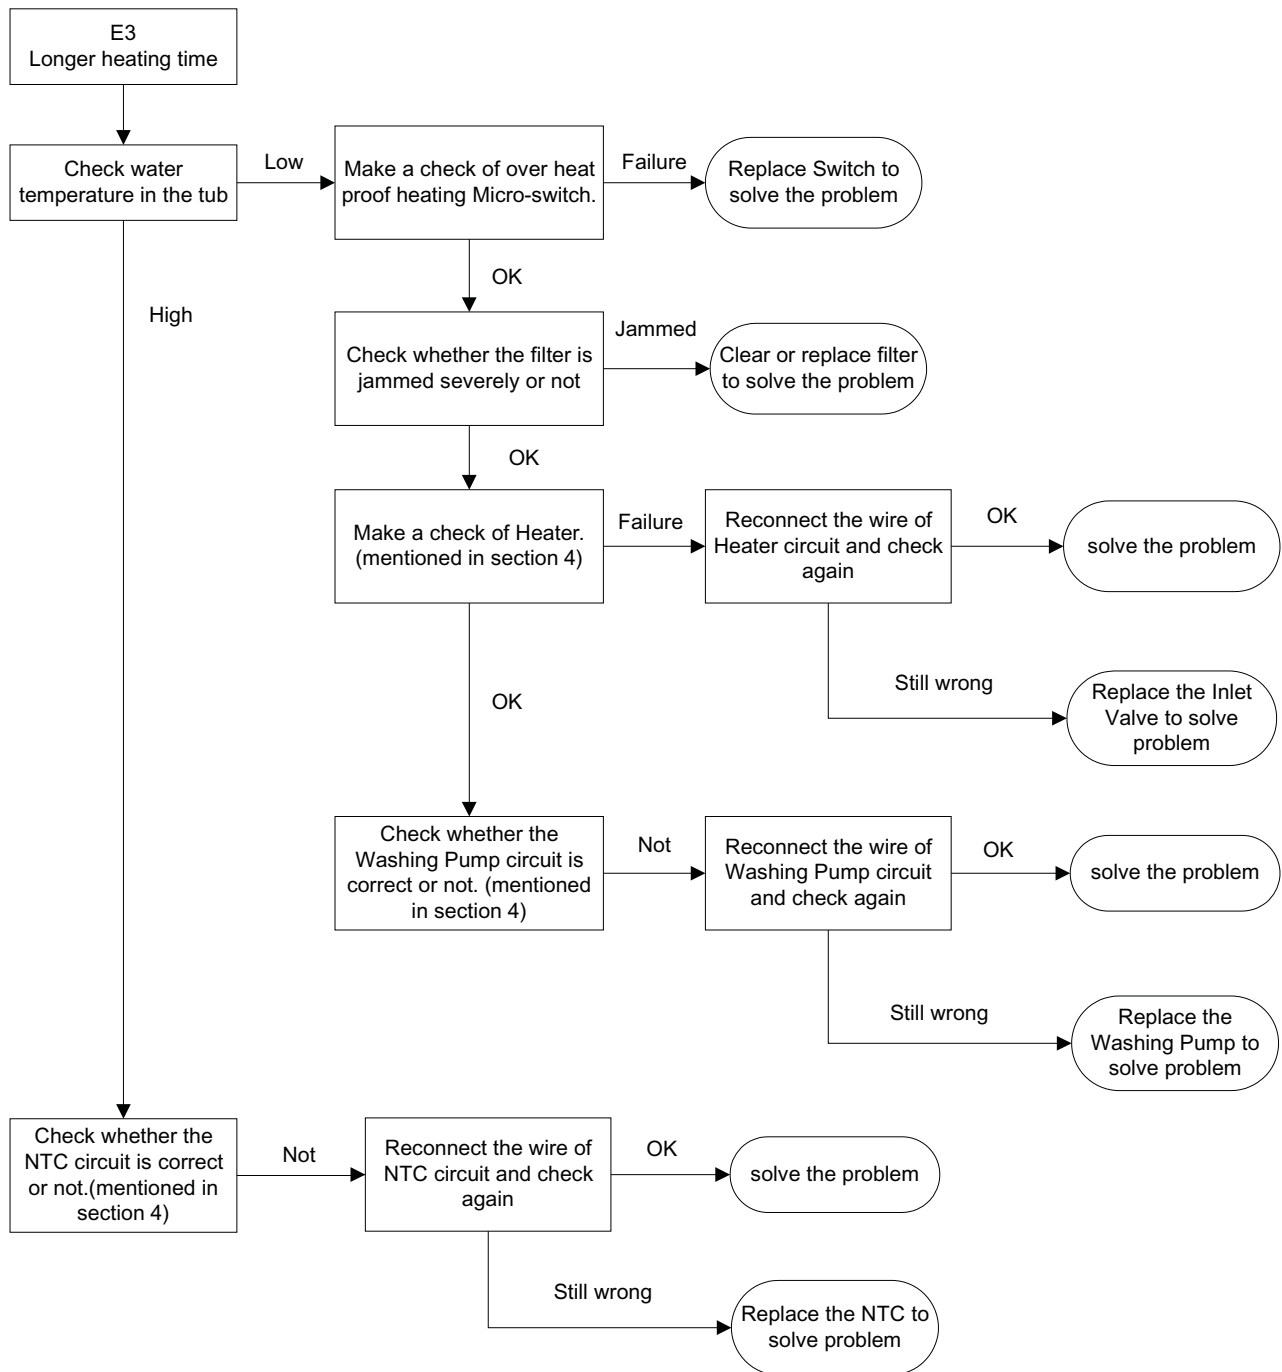 E3
Longer heating time
Check water
temperature in the tub
Low
Make a check of over heat
proof heating Micro-switch.
Failure
Replace Switch to
solve the problem
OK
High
Check whether the filter is
jammed severely or not
Jammed
Clear or replace filter
to solve the problem
OK
Make a check of Heater.
(mentioned in section 4)
Failure
Reconnect the wire of
Heater circuit and check
again
OK
solve the problem
Still wrong
Replace the Inlet
Valve to solve
problem
OK
Check whether the
Washing Pump circuit is
correct or not. (mentioned
in section 4)
Not
Reconnect the wire of
Washing Pump circuit
and check again
OK
solve the problem
Still wrong
Replace the
Washing Pump to
solve problem
Check whether the
NTC circuit is correct
or not.(mentioned in
section 4)
Not
Reconnect the wire of
NTC circuit and check
again
OK
solve the problem
Still wrong
Replace the NTC to
solve problem